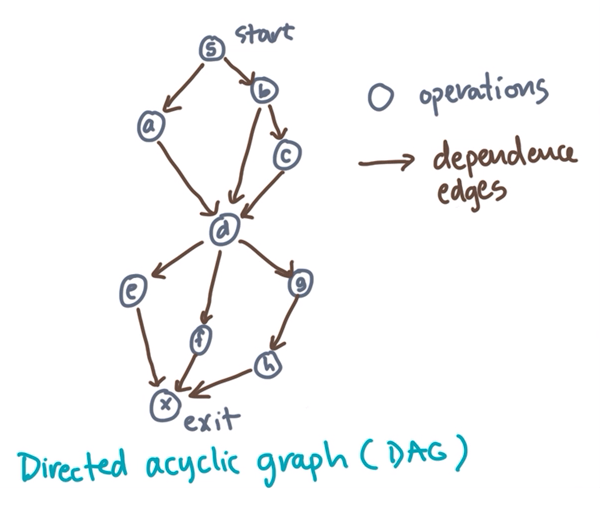 s start
b
a
c
operations
dependence
edges
d
e
g
f
h
x
exit
Directed acyclic graph (DAG)